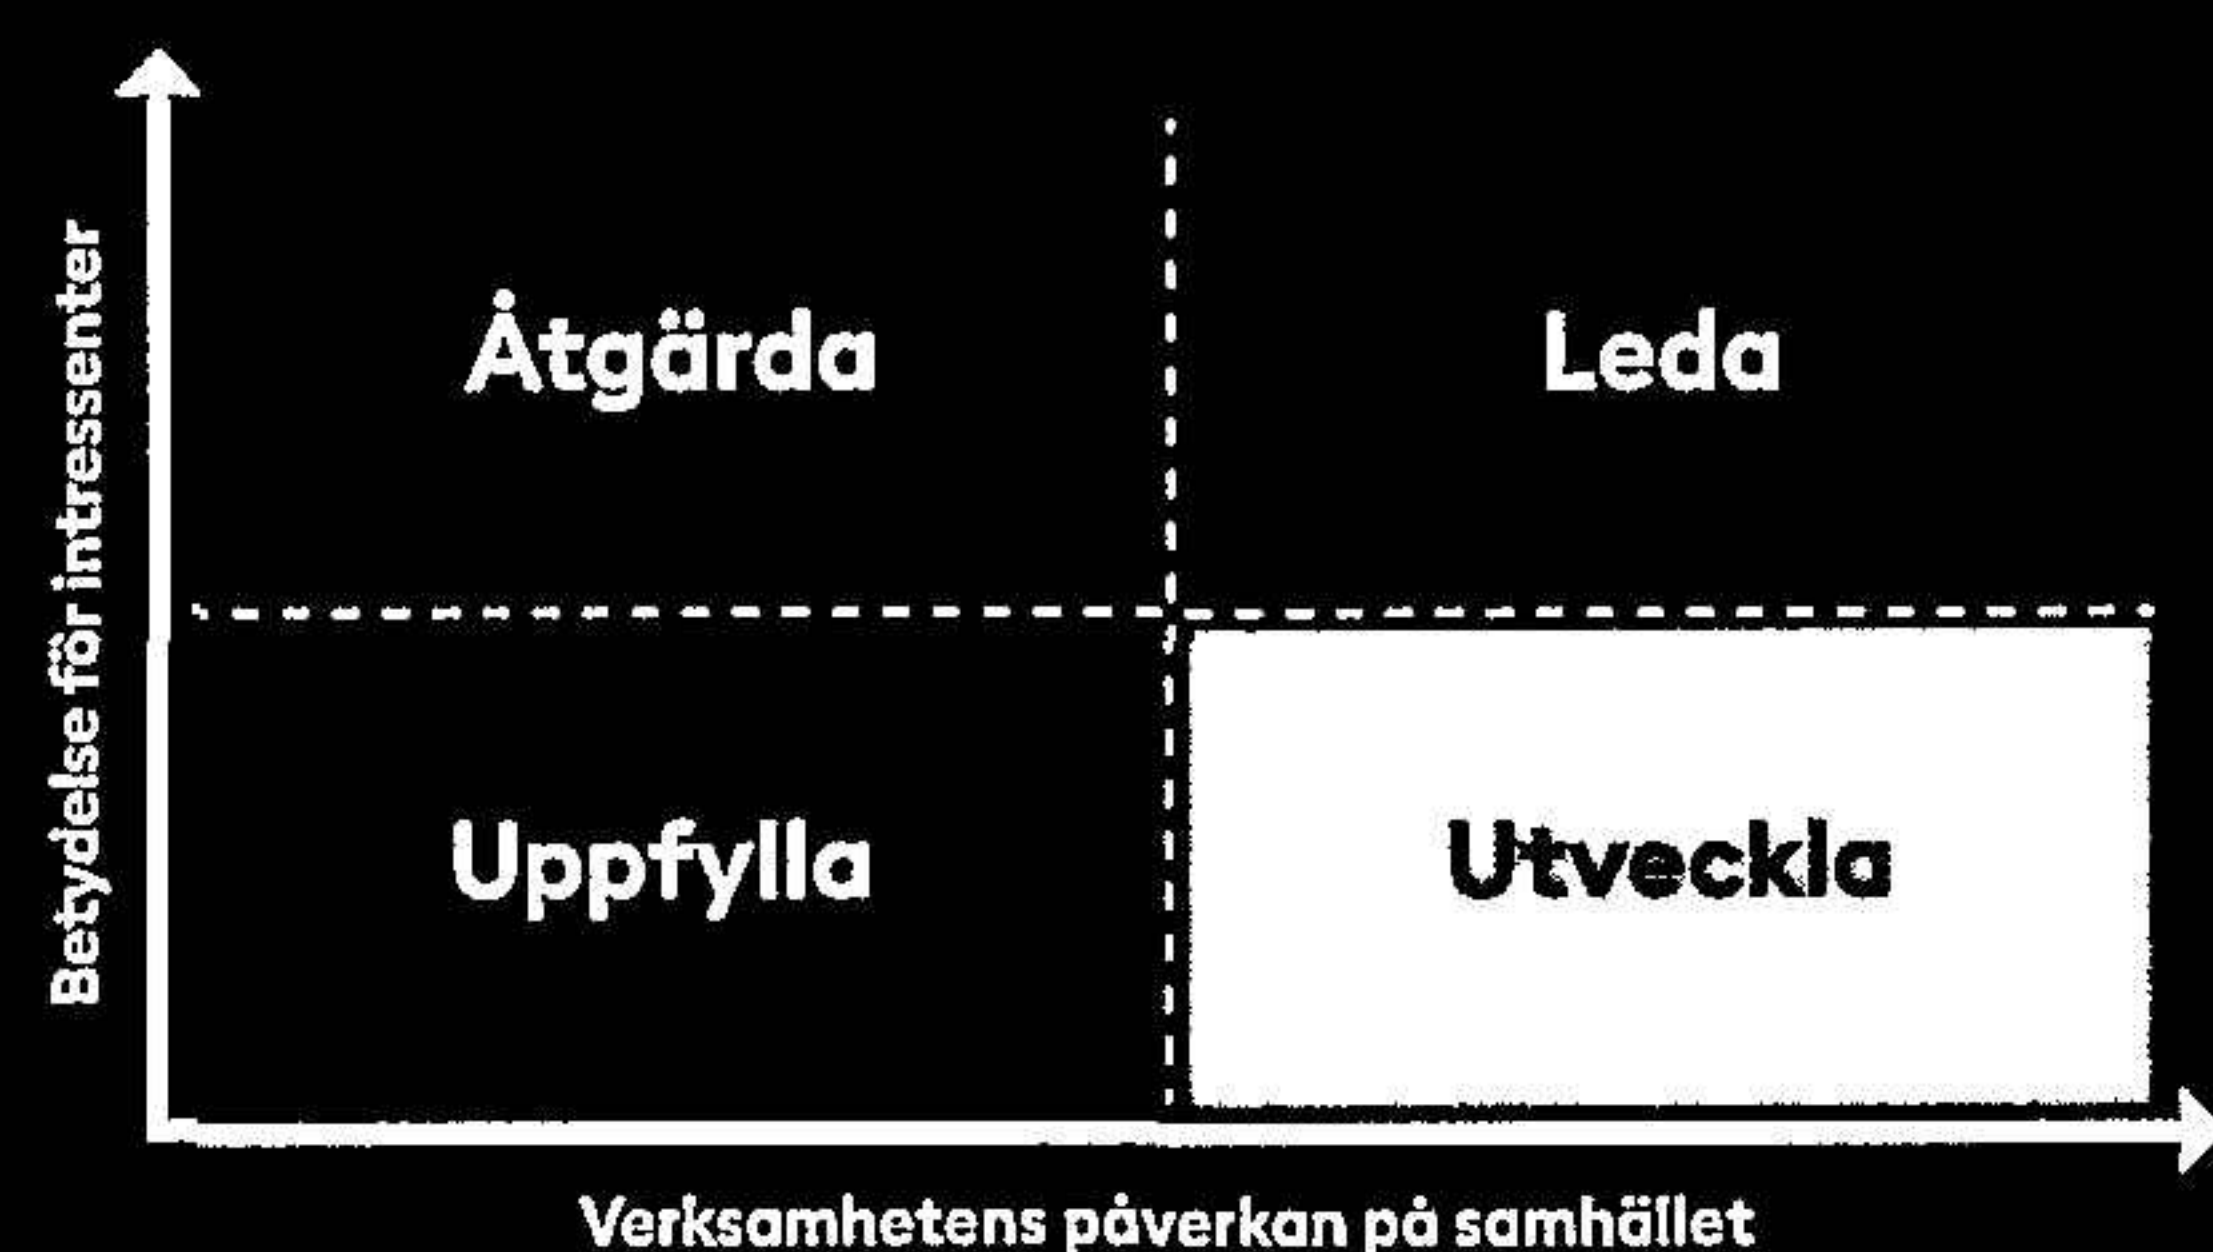 Betydelse för intressenter
Åtgärda
Leda
Uppfylla
Utveckla
Verksamhetens påverkan på samhället